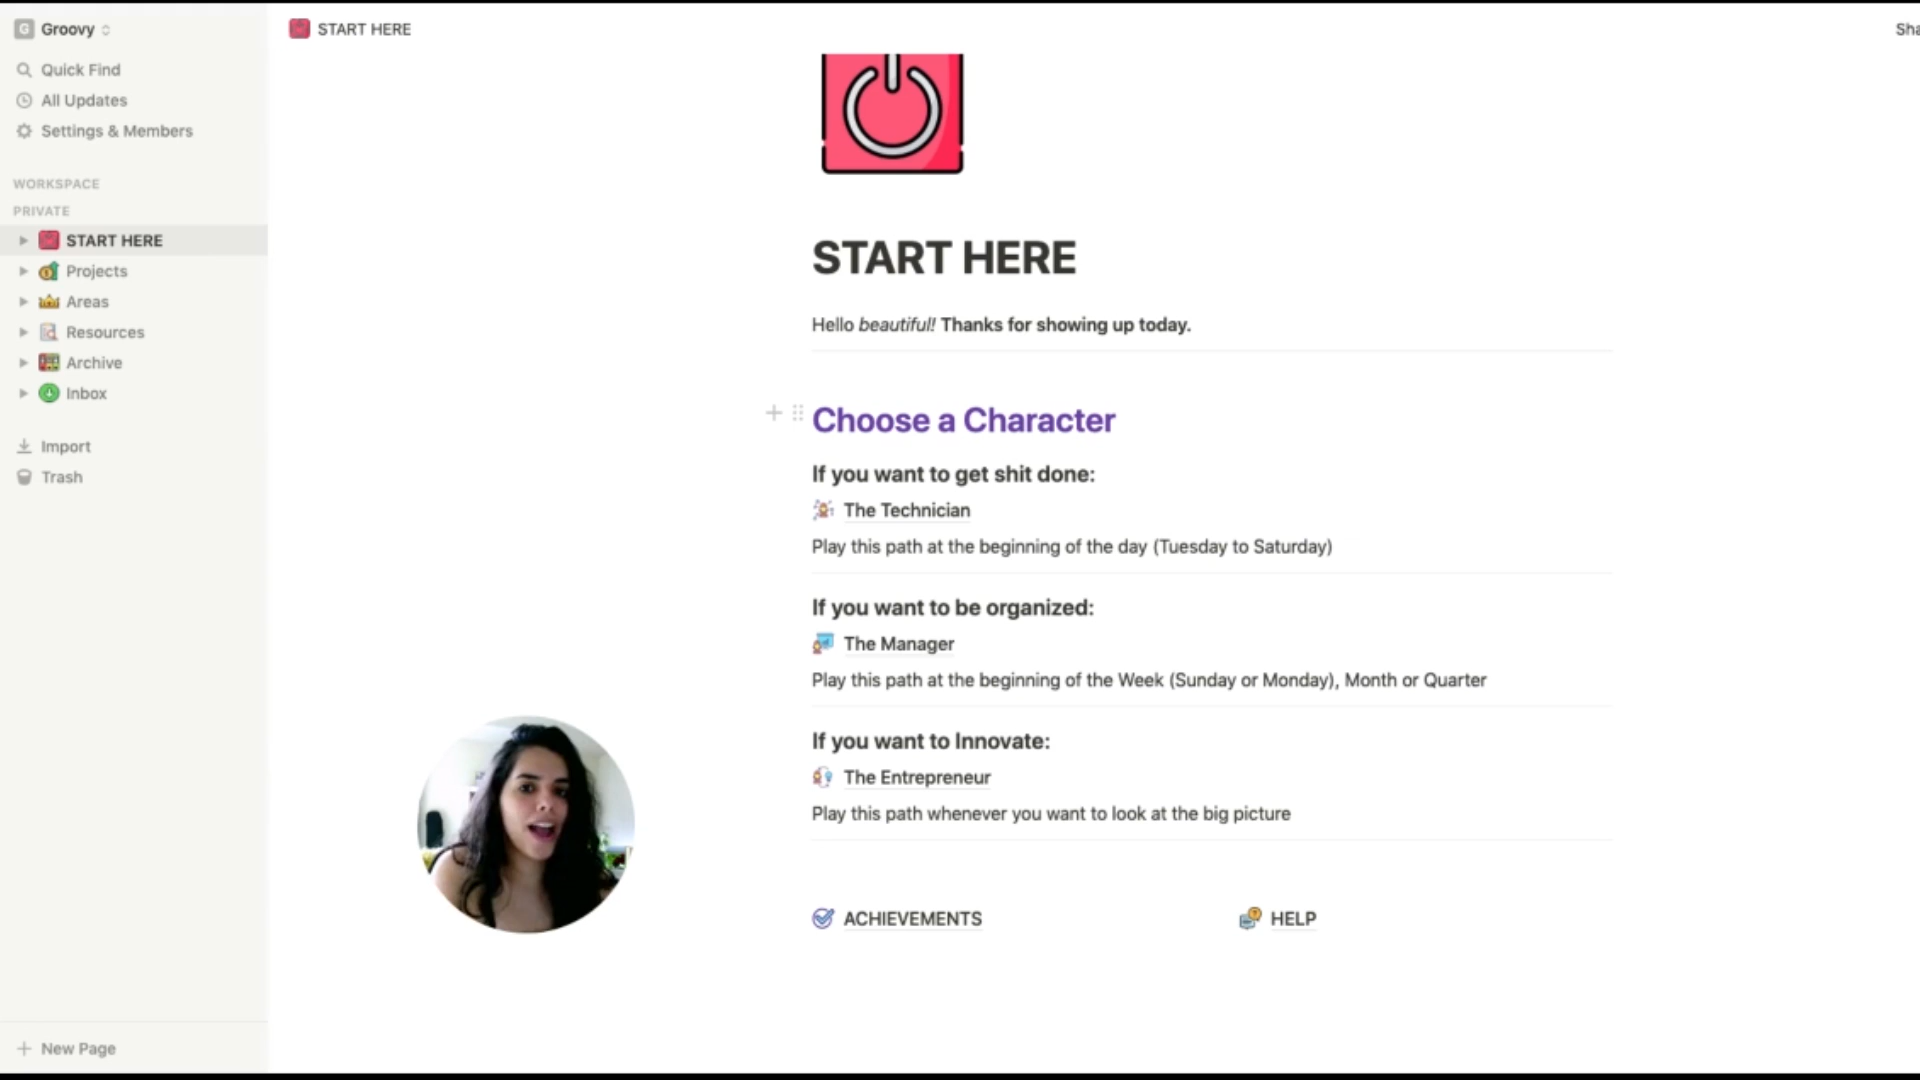 G Groovy
START HERE
Sha
Quick Find
All Updates
Settings & Members
WORKSPACE
PRIVATE
START HERE
Projects
Areas
Resources
Archive
Inbox
Import
Trash
New Page
START HERE
Hello beautiful! Thanks for showing up today.
Choose a Character
If you want to get shit done:
The Technician
Play this path at the beginning of the day (Tuesday to Saturday)
If you want to be organized:
The Manager
Play this path at the beginning of the Week (Sunday or Monday), Month or Quarter
If you want to Innovate:
The Entrepreneur
Play this path whenever you want to look at the big picture
ACHIEVEMENTS
HELP